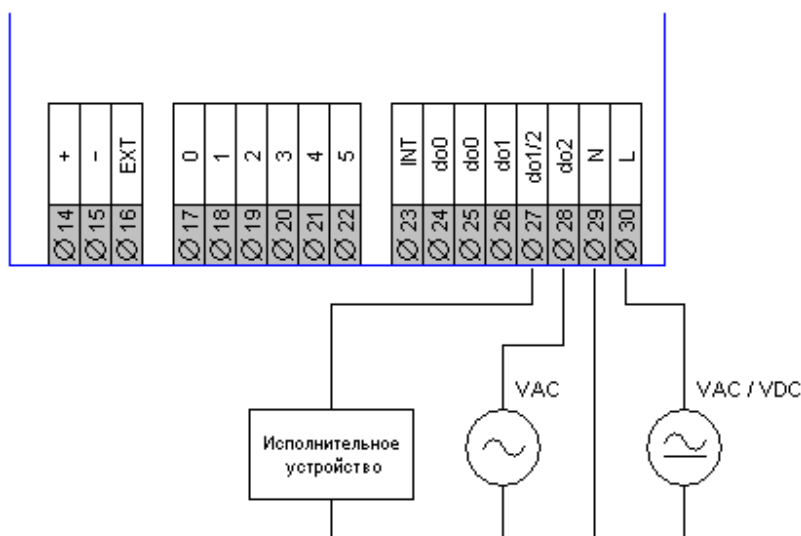 + − EXT 0 1 2 3 4 5 INT do0 do0 do1 do1/2 do2 N L
Ø 14 Ø 15 Ø 16 Ø 17 Ø 18 Ø 19 Ø 20 Ø 21 Ø 22 Ø 23 Ø 24 Ø 25 Ø 26 Ø 27 Ø 28 Ø 29 Ø 30
VAC VAC / VDC
Исполнительное
устройство